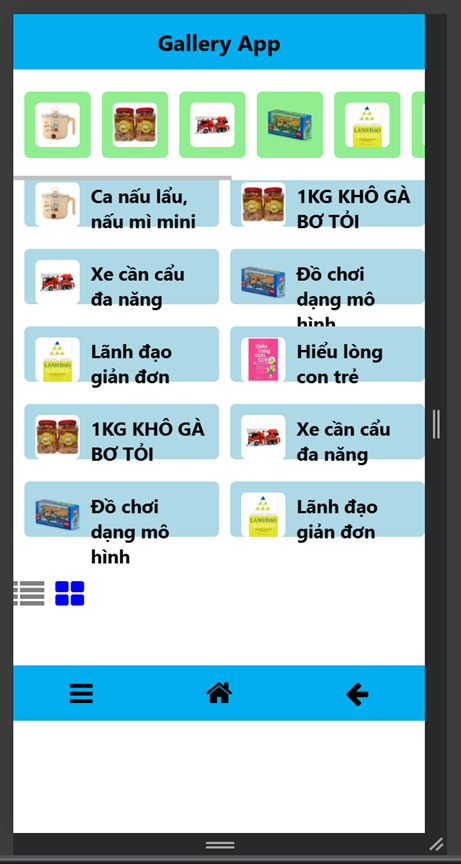 Gallery App
LÃNH ĐẠO
Ca nấu lẩu,
nấu mì mini
1KG KHÔ GÀ
BƠ TỎI
Xe cần cẩu
đa năng
Đồ chơi
dạng mô
hình
Lãnh đạo
giản đơn
Hiểu lòng
con trẻ
1KG KHÔ GÀ
BƠ TỎI
Xe cần cẩu
đa năng
Đồ chơi
dạng mô
hình
Lãnh đạo
giản đơn